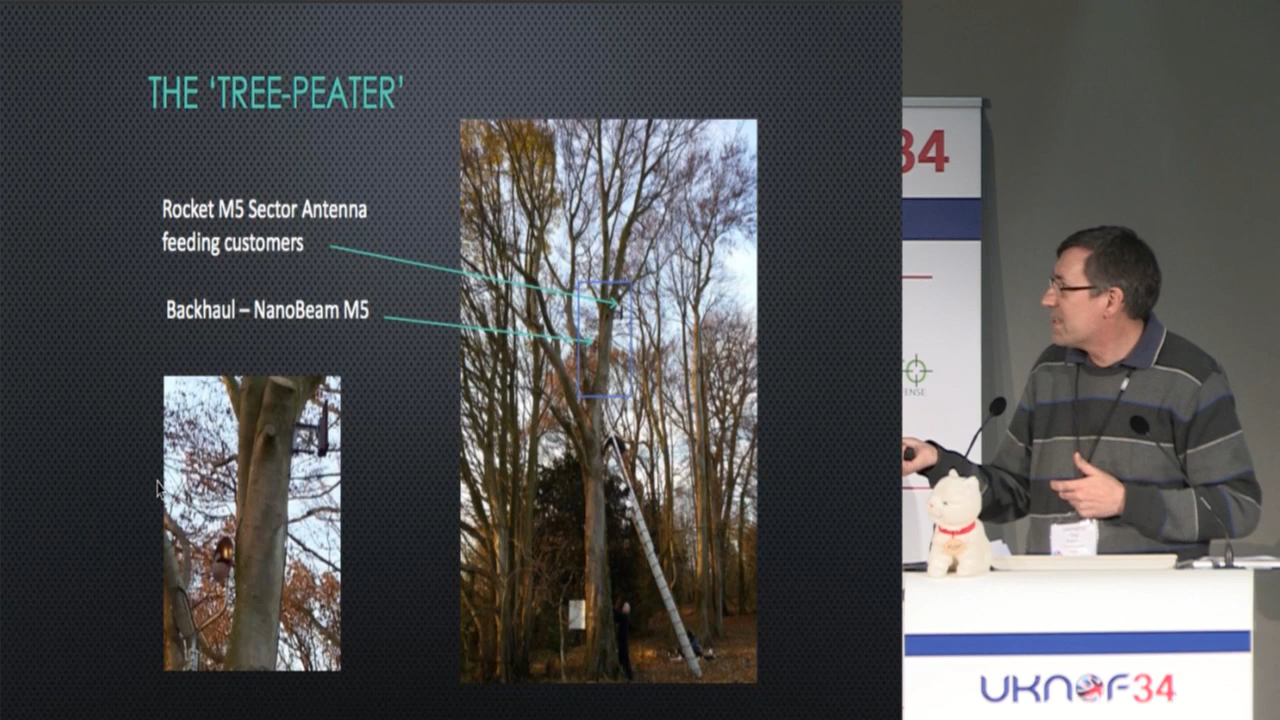 THE ‘TREE-PEATER’
Rocket M5 Sector Antenna
feeding customers
Backhaul – NanoBeam M5
34
UKNOF34